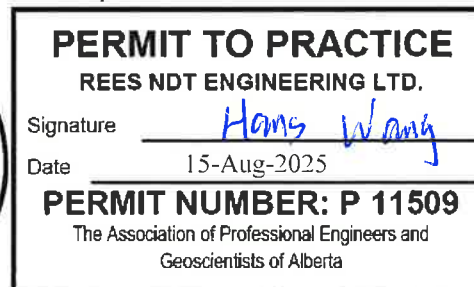 PERMIT TO PRACTICE
REES NDT ENGINEERING LTD.
Signature Hans Wang
Date 15-Aug-2025
PERMIT NUMBER: P 11509
The Association of Professional Engineers and
Geoscientists of Alberta